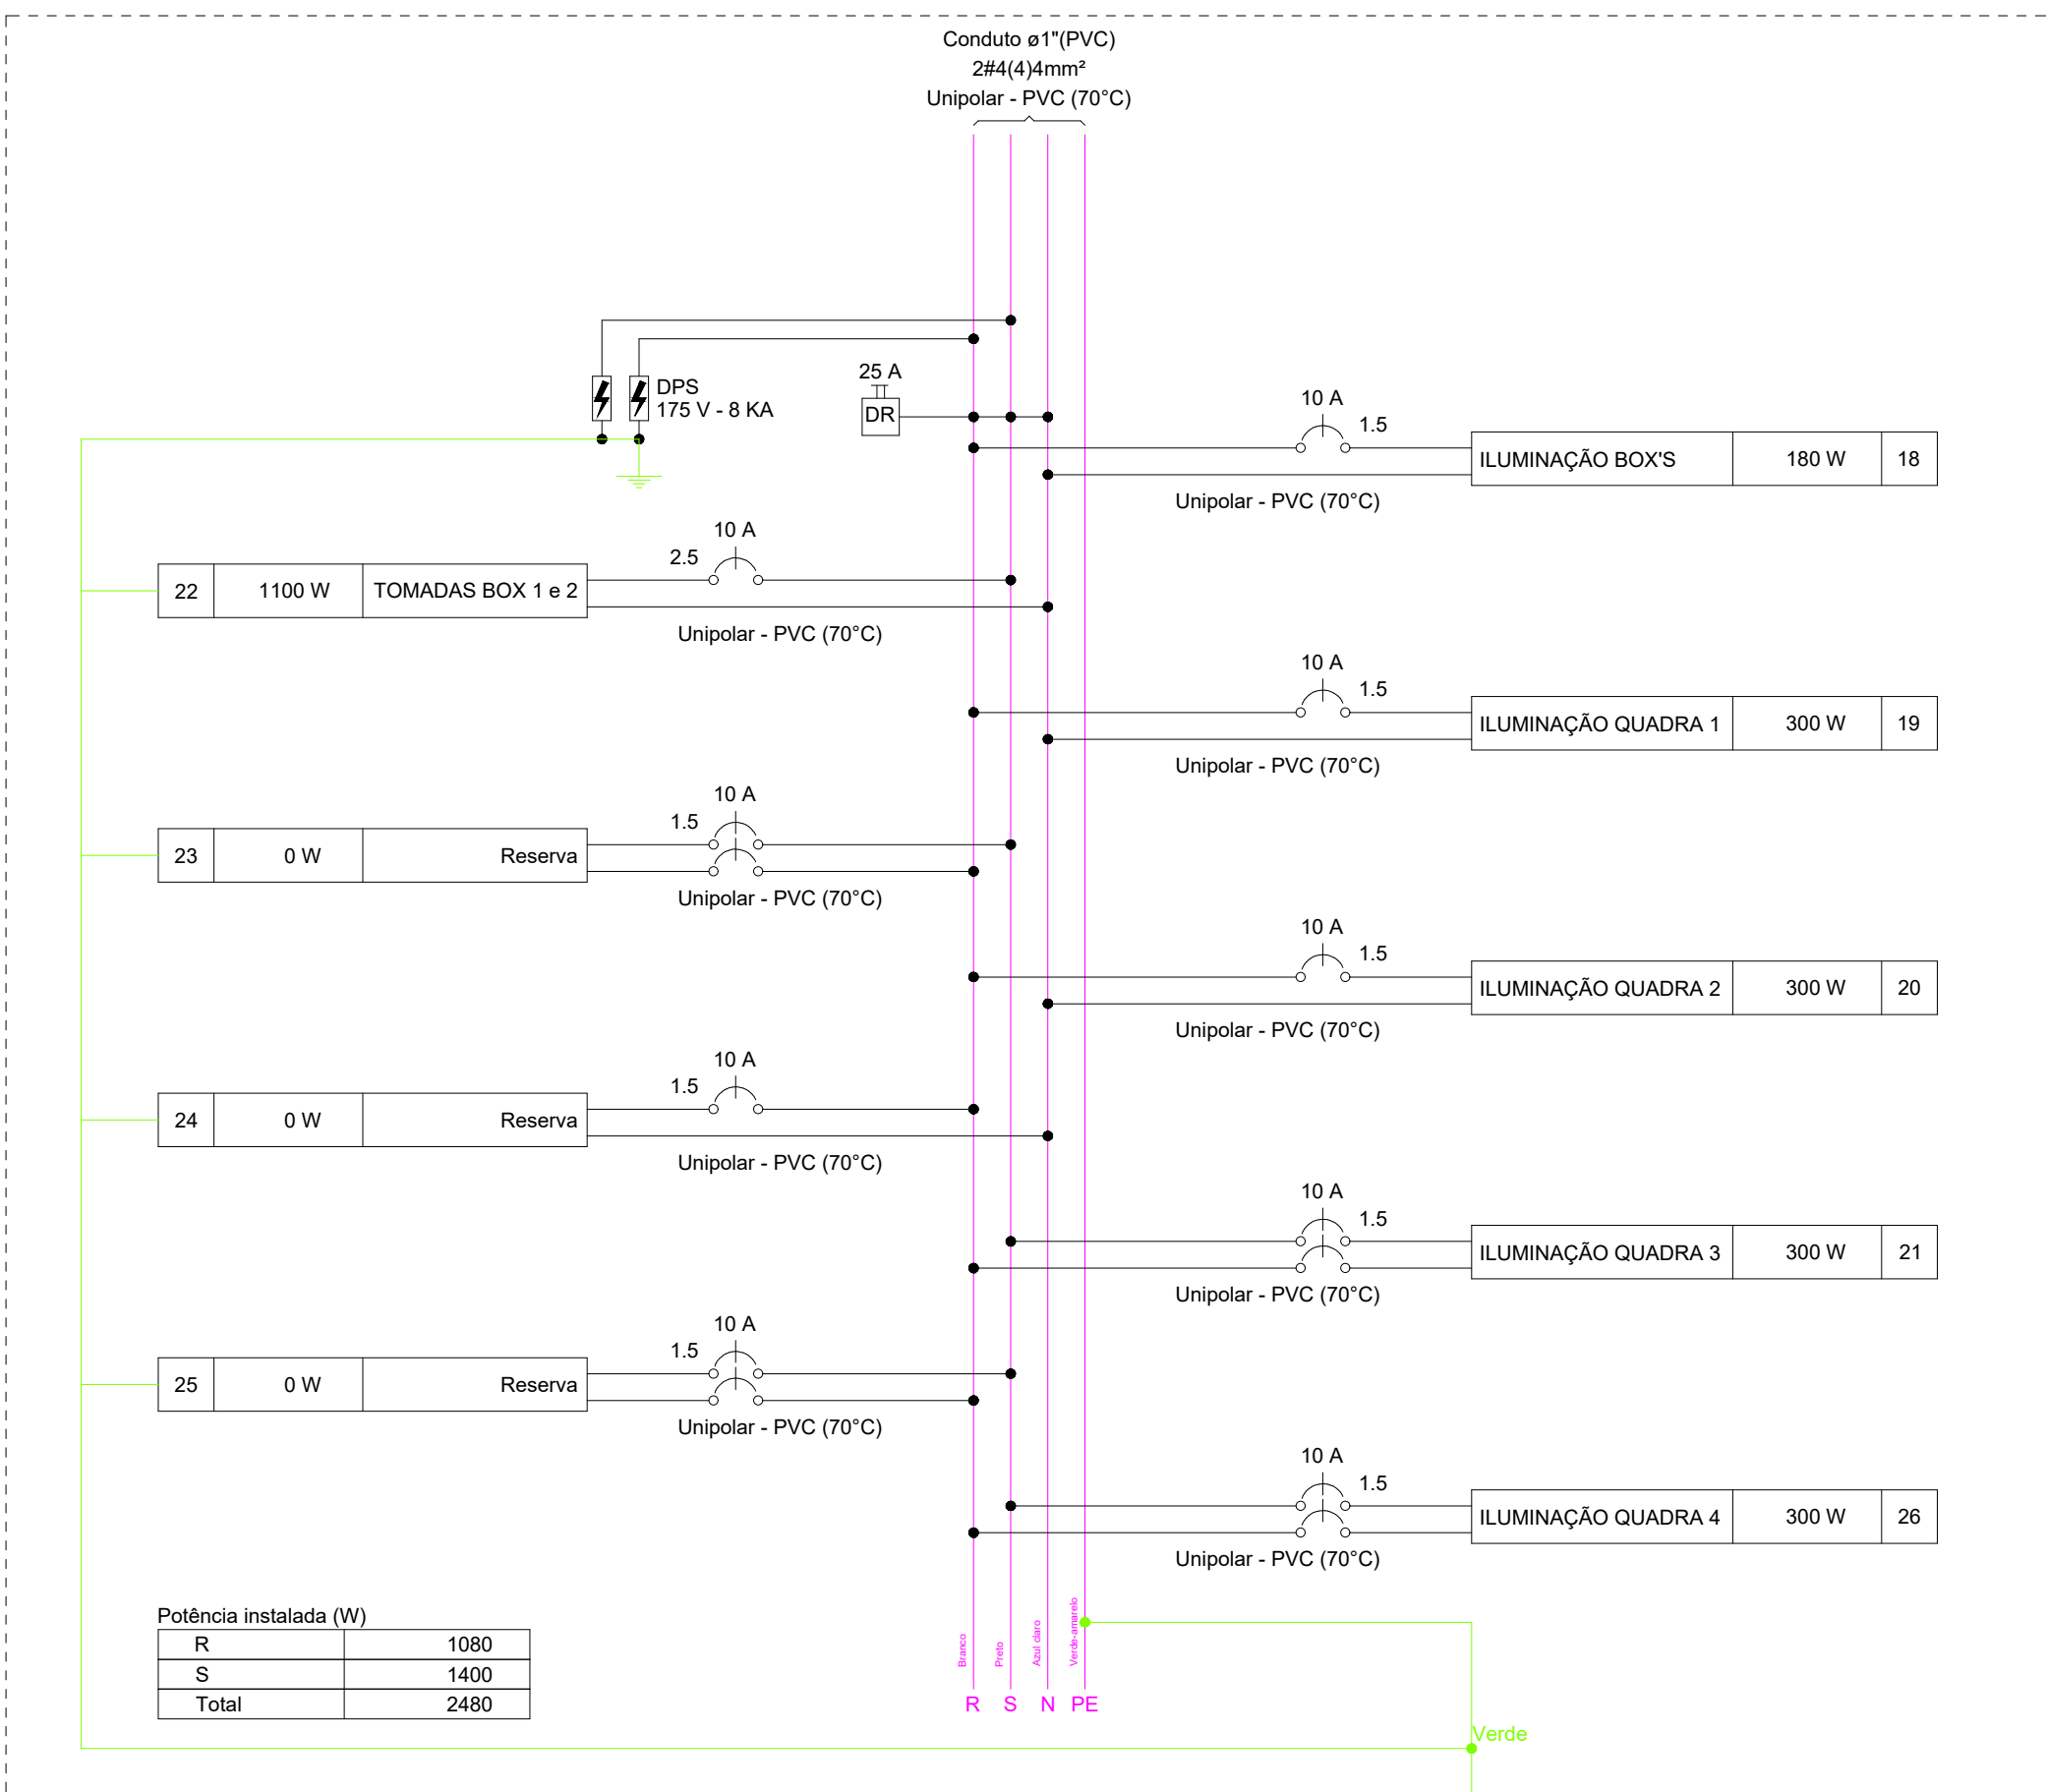 Conduto ø1"(PVC)
2#4(4)4mm²
Unipolar - PVC (70°C)
DPS
175 V - 8 KA
25 A
DR
10 A
1.5
ILUMINAÇÃO BOX'S 180 W 18
Unipolar - PVC (70°C)
10 A
2.5
22 1100 W TOMADAS BOX 1 e 2
Unipolar - PVC (70°C)
10 A
1.5
ILUMINAÇÃO QUADRA 1 300 W 19
Unipolar - PVC (70°C)
10 A
1.5
23 0 W Reserva
Unipolar - PVC (70°C)
10 A
1.5
ILUMINAÇÃO QUADRA 2 300 W 20
Unipolar - PVC (70°C)
10 A
1.5
24 0 W Reserva
Unipolar - PVC (70°C)
10 A
1.5
ILUMINAÇÃO QUADRA 3 300 W 21
Unipolar - PVC (70°C)
10 A
1.5
25 0 W Reserva
Unipolar - PVC (70°C)
10 A
1.5
ILUMINAÇÃO QUADRA 4 300 W 26
Unipolar - PVC (70°C)
Potência instalada (W)
R 1080
S 1400
Total 2480
Branco
Preto
Azul claro
Verde-amarelo
R S N PE
Verde